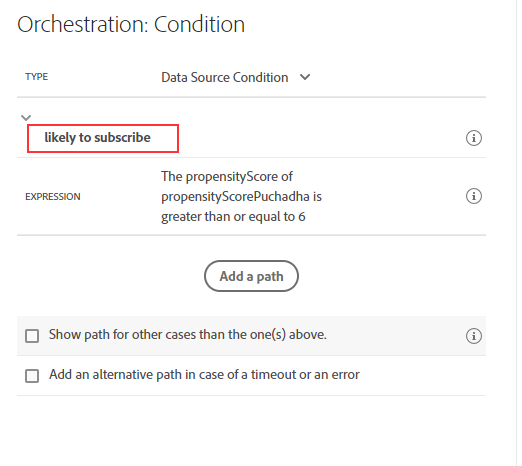 Orchestration: Condition
TYPE Data Source Condition
likely to subscribe
The propensityScore of
EXPRESSION propensityScorePuchadha is
greater than or equal to 6
Add a path
Show path for other cases than the one(s) above.
Add an alternative path in case of a timeout or an error